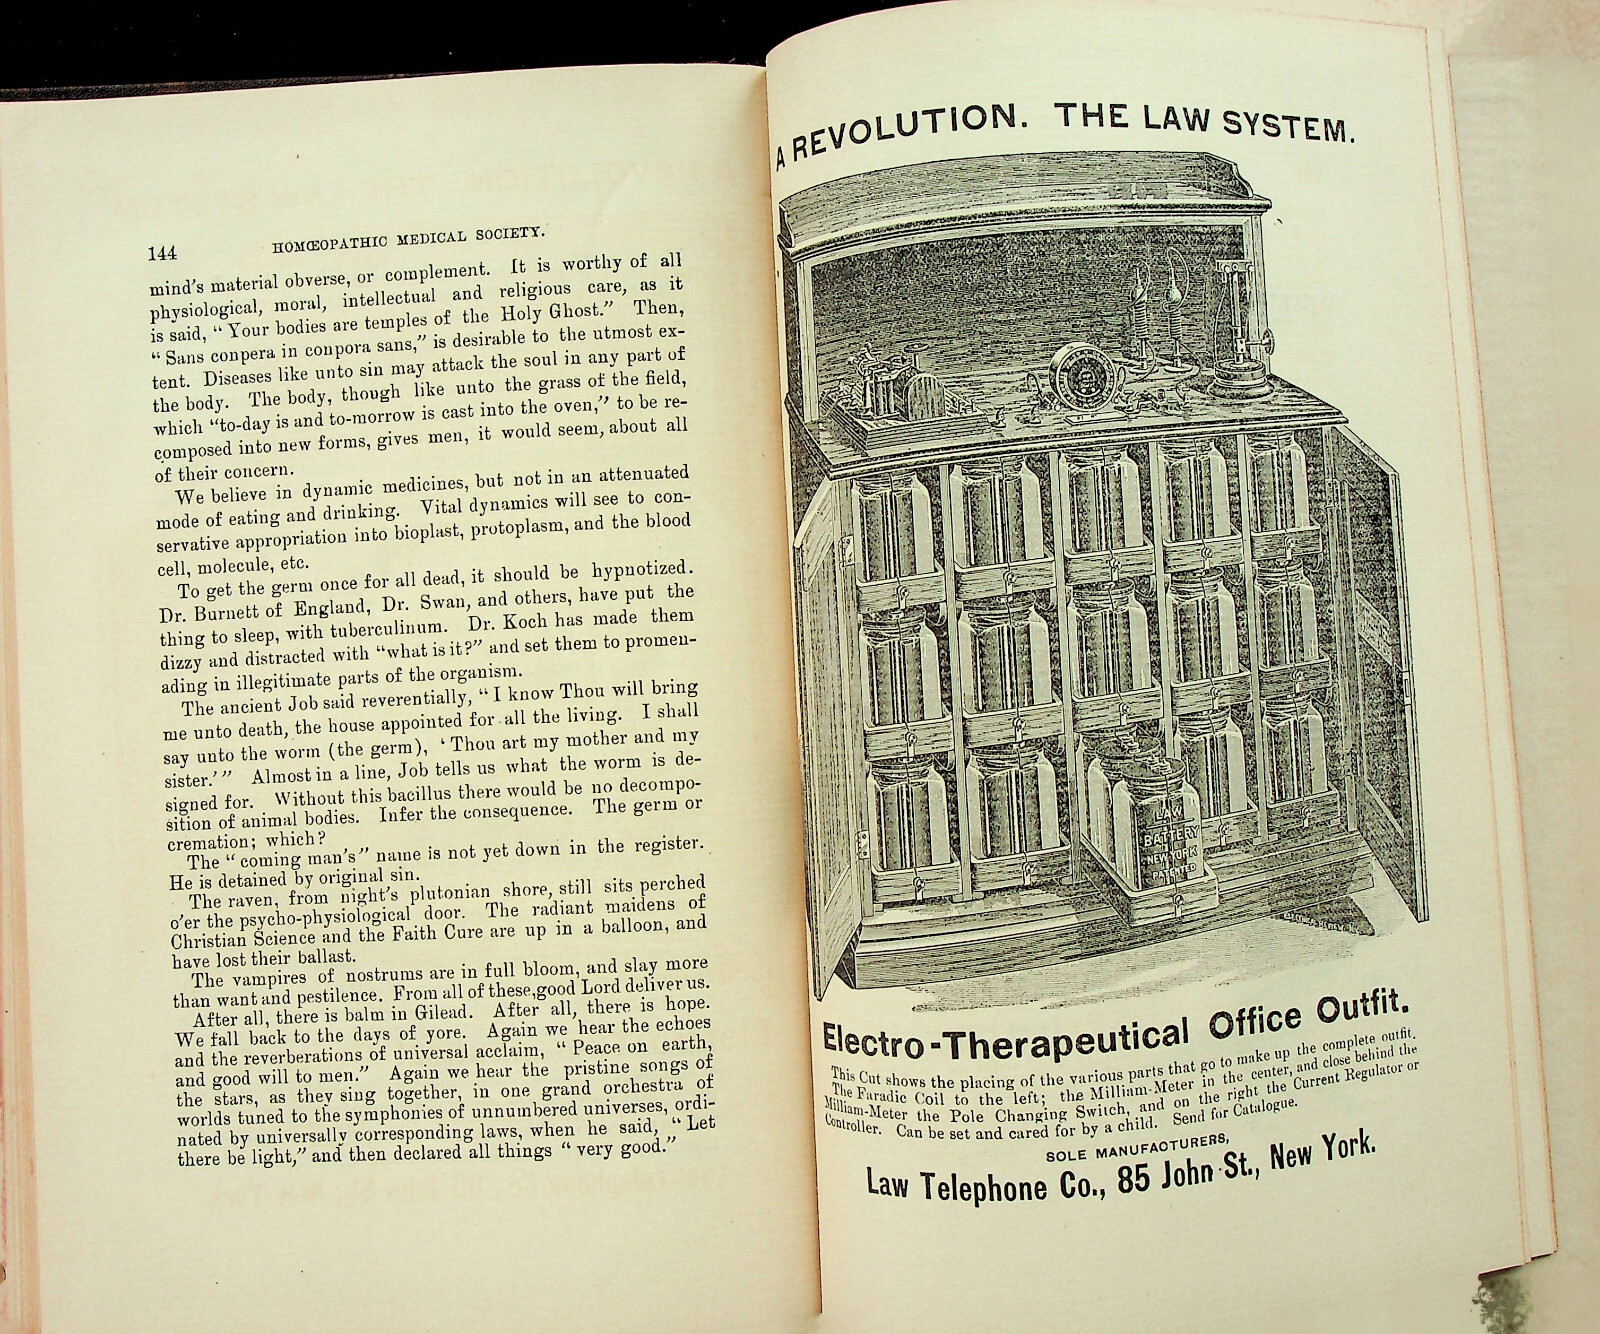 144 HOMŒOPATHIC MEDICAL SOCIETY.
mind's material obverse, or complement. It is worthy of all
physiological, moral, intellectual and religious care, as it
is said, “Your bodies are temples of the Holy Ghost.” Then,
“Sans conpera in conpora sans,” is desirable to the utmost ex-
tent. Diseases like unto sin may attack the soul in any part of
the body. The body, though like unto the grass of the field,
which “to-day is and to-morrow is cast into the oven,” to be re-
composed into new forms, gives men, it would seem, about all
of their concern.
We believe in dynamic medicines, but not in an attenuated
mode of eating and drinking. Vital dynamics will see to con-
servative appropriation into bioplast, protoplasm, and the blood
cell, molecule, etc.
To get the germ once for all dead, it should be hypnotized.
Dr. Burnett of England, Dr. Swan, and others, have put the
thing to sleep, with tuberculinum. Dr. Koch has made them
dizzy and distracted with “what is it?” and set them to promen-
ading in illegitimate parts of the organism.
The ancient Job said reverentially, “I know Thou will bring
me unto death, the house appointed for all the living. I shall
say unto the worm (the germ), ‘Thou art my mother and my
sister.’” Almost in a line, Job tells us what the worm is de-
signed for. Without this bacillus there would be no decompo-
sition of animal bodies. Infer the consequence. The germ or
cremation; which?
The “coming man's” name is not yet down in the register.
He is detained by original sin.
The raven, from night's plutonian shore, still sits perched
o'er the psycho-physiological door. The radiant maidens of
Christian Science and the Faith Cure are up in a balloon, and
have lost their ballast.
The vampires of nostrums are in full bloom, and slay more
than want and pestilence. From all of these, good Lord deliver us.
After all, there is balm in Gilead. After all, there is hope.
We fall back to the days of yore. Again we hear the echoes
and the reverberations of universal acclaim, “Peace on earth,
and good will to men.” Again we hear the pristine songs of
the stars, as they sing together, in one grand orchestra of
worlds tuned to the symphonies of unnumbered universes, ordi-
nated by universally corresponding laws, when he said, “Let
there be light,” and then declared all things “very good.”
A REVOLUTION. THE LAW SYSTEM.
LAW
BATTERY
NEW YORK
PATENTED
Electro-Therapeutical Office Outfit.
This Cut shows the placing of the various parts that go to make up the complete outfit.
The Faradic Coil to the left; the Milliam-Meter in the center, and close behind the
Milliam-Meter the Pole Changing Switch, and on the right the Current Regulator or
Controller. Can be set and cared for by a child. Send for Catalogue.
SOLE MANUFACTURERS,
Law Telephone Co., 85 John St., New York.